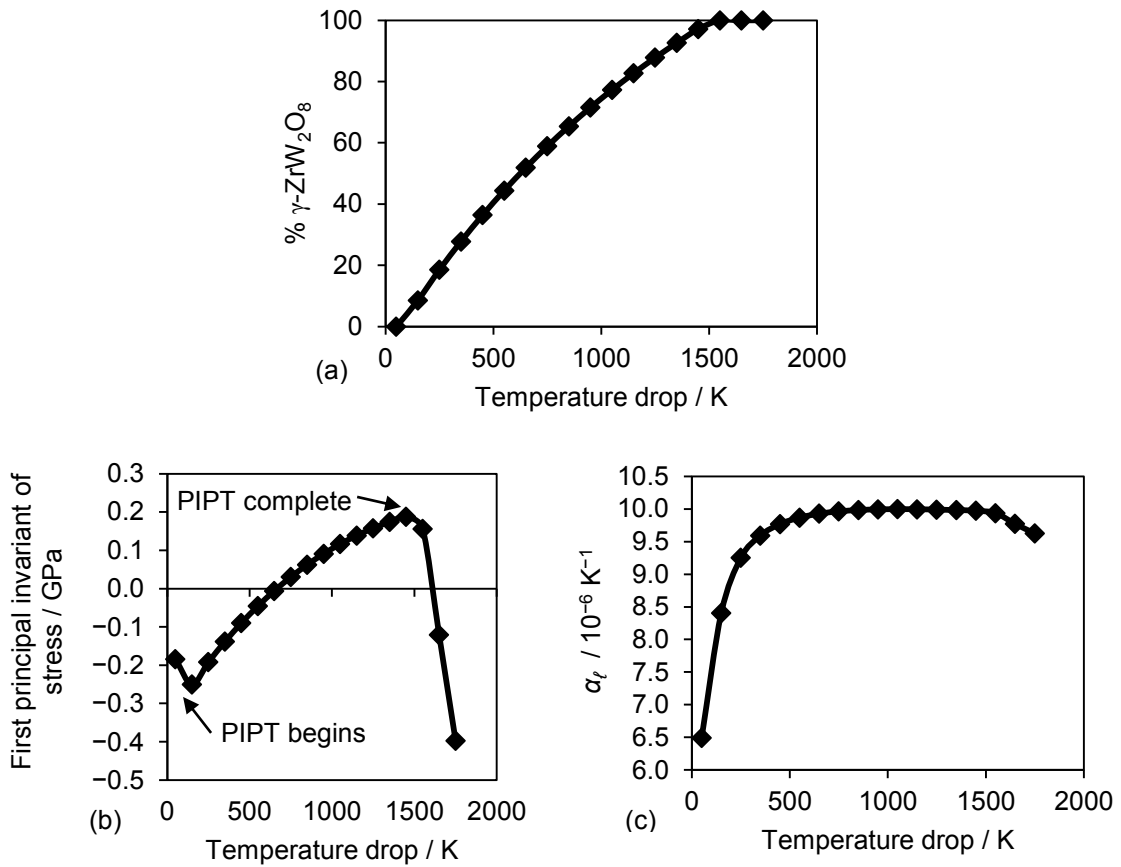 100
80
60
40
20
0
% γ-ZrW₂O₈
0 500 1000 1500 2000
Temperature drop / K
(a)
0.3
0.2
0.1
0.0
−0.1
−0.2
−0.3
−0.4
−0.5
First principal invariant of
stress / GPa
PIPT complete
PIPT begins
0 500 1000 1500 2000
Temperature drop / K
(b)
10.5
10.0
9.5
9.0
8.5
8.0
7.5
7.0
6.5
6.0
αℓ / 10⁻⁶ K⁻¹
0 500 1000 1500 2000
Temperature drop / K
(c)